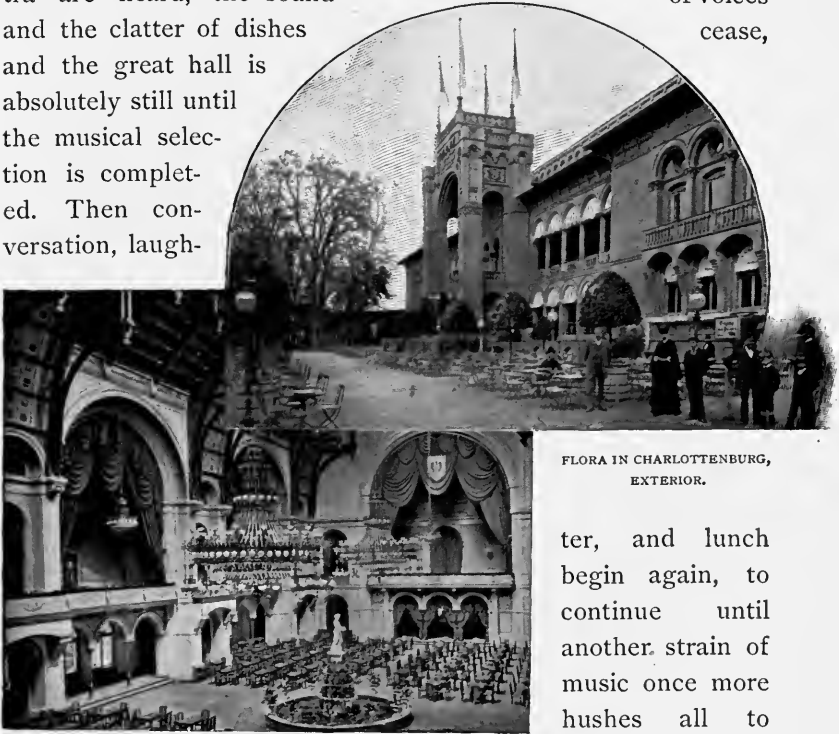 tra are heard, the sound of voices
and the clatter of dishes cease,
and the great hall is
absolutely still until
the musical selec-
tion is complet-
ed. Then con-
versation, laugh-
FLORA IN CHARLOTTENBURG,
EXTERIOR.
ter, and lunch
begin again, to
continue until
another strain of
music once more
hushes all to